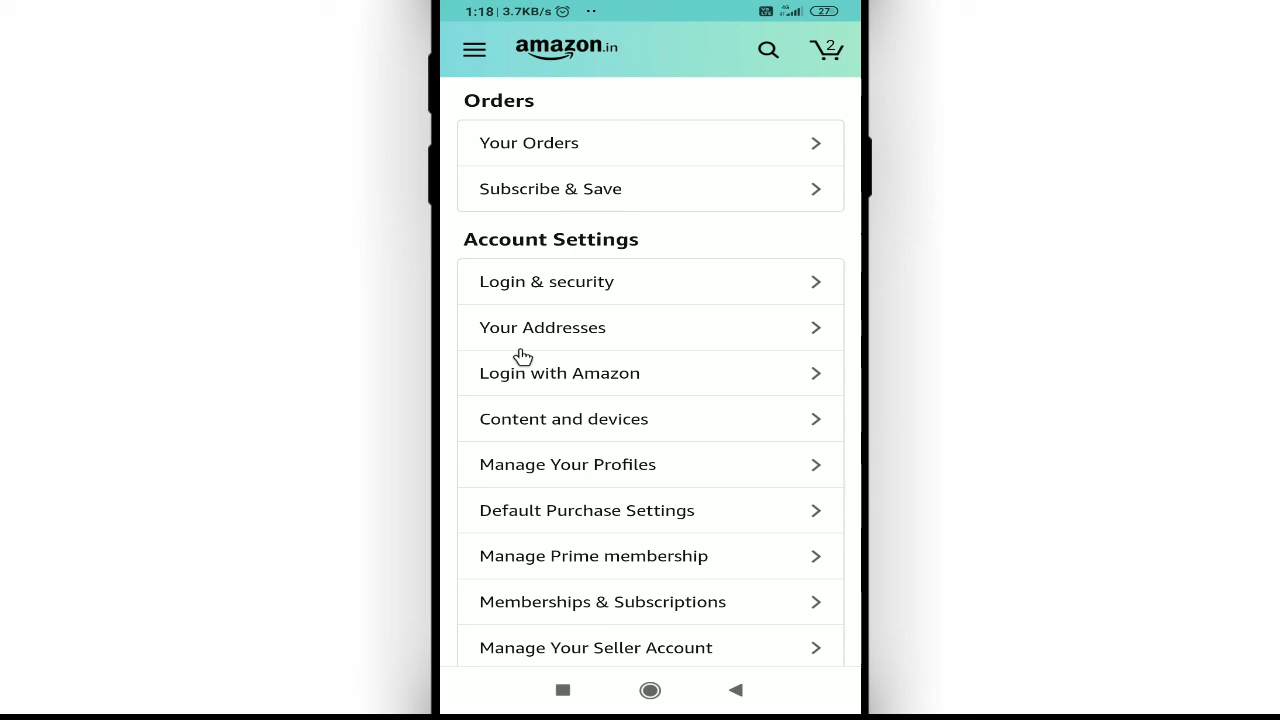 1:18 | 3.7KB/s
27
amazon.in
2
Orders
Your Orders
Subscribe & Save
Account Settings
Login & security
Your Addresses
Login with Amazon
Content and devices
Manage Your Profiles
Default Purchase Settings
Manage Prime membership
Memberships & Subscriptions
Manage Your Seller Account